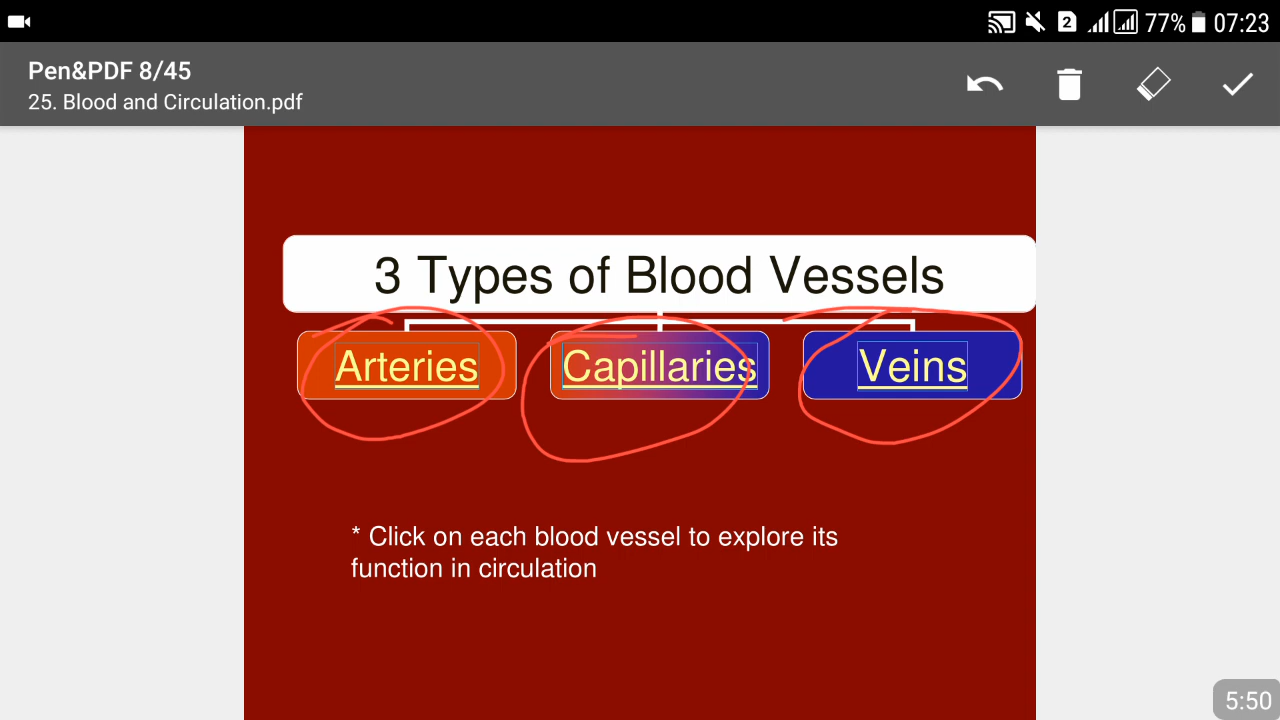 2 77% 07:23
Pen&PDF 8/45
25. Blood and Circulation.pdf
3 Types of Blood Vessels
Arteries Capillaries Veins
* Click on each blood vessel to explore its
function in circulation
5:50